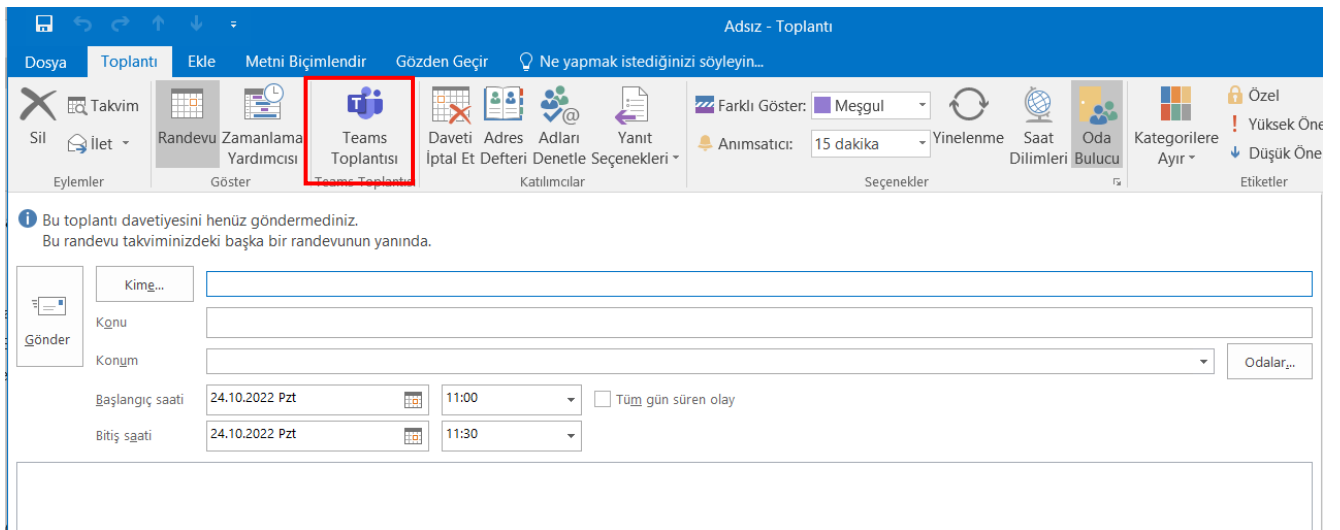 Adsız - Toplantı
Dosya Toplantı Ekle Metni Biçimlendir Gözden Geçir Ne yapmak istediğinizi söyleyin...
Sil
Takvim
İlet
Eylemler
Randevu
Zamanlama
Yardımcısı
Göster
Teams
Toplantısı
Teams Toplantısı
Daveti
İptal Et
Adres
Defteri
Adları
Denetle
Yanıt
Seçenekleri
Katılımcılar
Farklı Göster: Meşgul
Anımsatıcı: 15 dakika
Yinelenme
Saat
Dilimleri
Oda
Bulucu
Seçenekler
Kategorilere
Ayır
Özel
Yüksek Öne
Düşük Öne
Etiketler
Bu toplantı davetiyesini henüz göndermediniz.
Bu randevu takviminizdeki başka bir randevunun yanında.
Gönder
Kime...
Konu
Konum
Odalar...
Başlangıç saati 24.10.2022 Pzt 11:00 Tüm gün süren olay
Bitiş saati 24.10.2022 Pzt 11:30